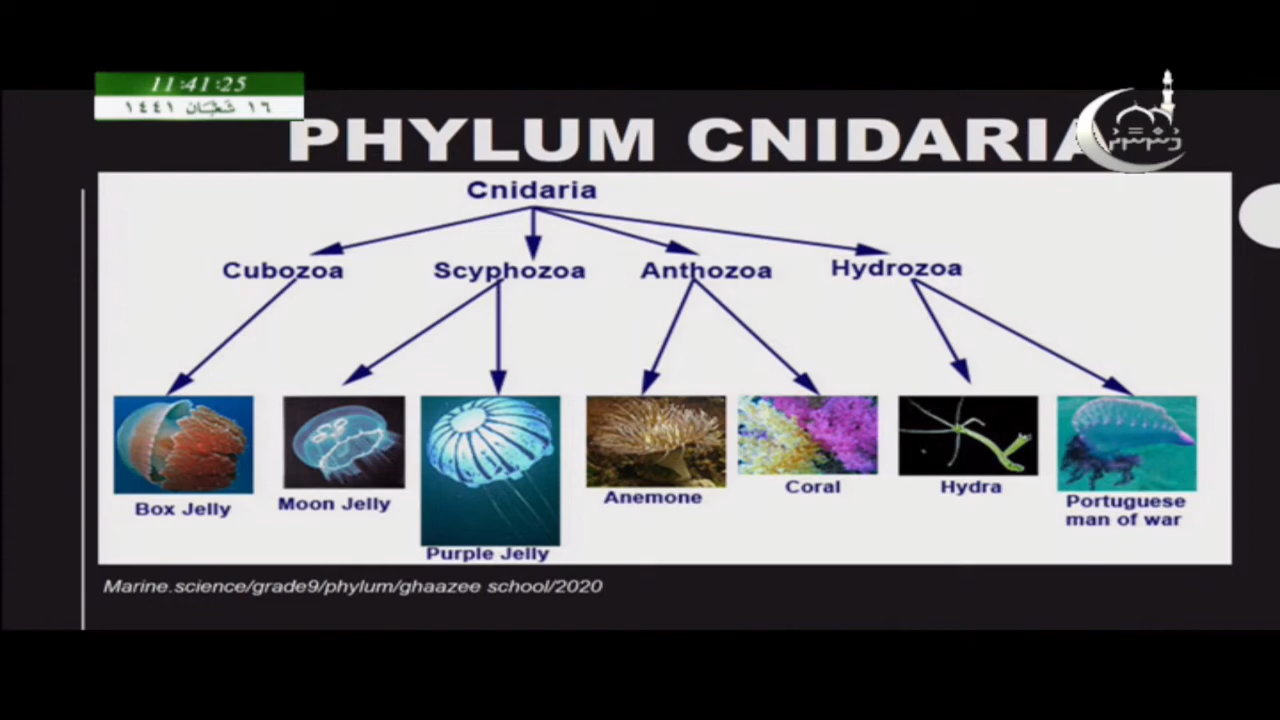 11:41:25
١٦ شَعْبَان ١٤٤١
PHYLUM CNIDARIA
Cnidaria
Cubozoa
Scyphozoa
Anthozoa
Hydrozoa
Box Jelly
Moon Jelly
Purple Jelly
Anemone
Coral
Hydra
Portuguese
man of war
Marine.science/grade9/phylum/ghaazee school/2020